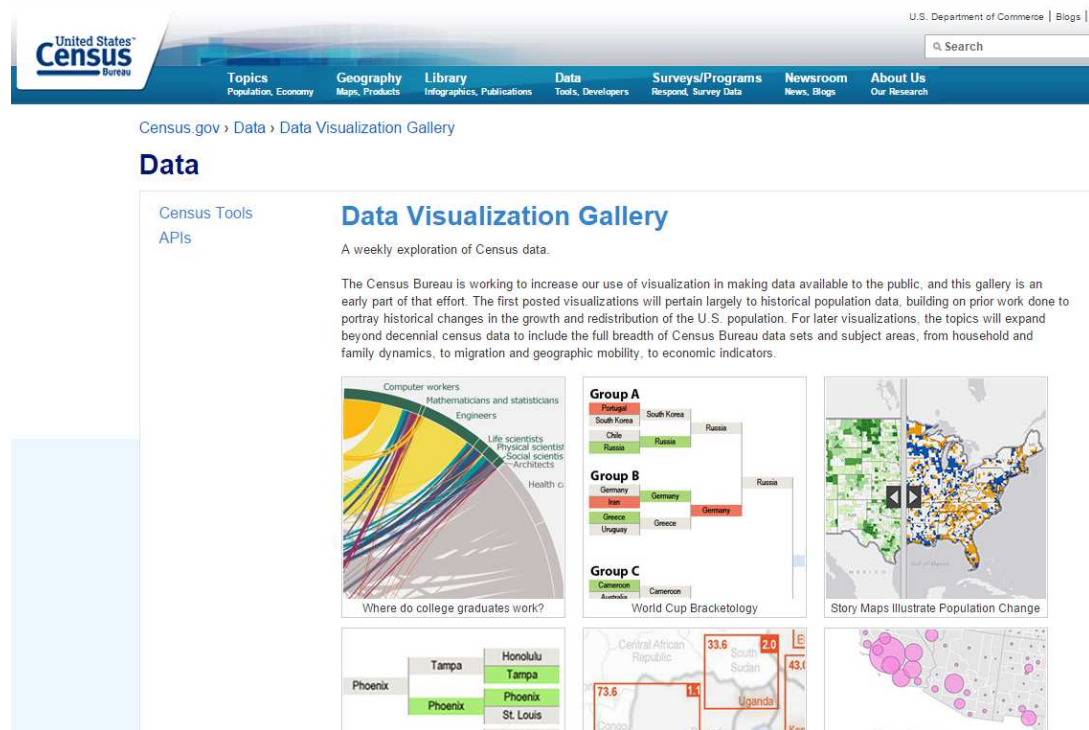 U.S. Department of Commerce | Blogs |
United States™
Census
Bureau
Search
Topics
Population, Economy
Geography
Maps, Products
Library
Infographics, Publications
Data
Tools, Developers
Surveys/Programs
Respond, Survey Data
Newsroom
News, Blogs
About Us
Our Research
Census.gov › Data › Data Visualization Gallery
Data
Census Tools
APIs
Data Visualization Gallery
A weekly exploration of Census data.
The Census Bureau is working to increase our use of visualization in making data available to the public, and this gallery is an
early part of that effort. The first posted visualizations will pertain largely to historical population data, building on prior work done to
portray historical changes in the growth and redistribution of the U.S. population. For later visualizations, the topics will expand
beyond decennial census data to include the full breadth of Census Bureau data sets and subject areas, from household and
family dynamics, to migration and geographic mobility, to economic indicators.
Computer workers
Mathematicians and statisticians
Engineers
Life scientists
Physical scientist
Social scientis
Architects
Health c
Where do college graduates work?
Group A
Portugal
South Korea
South Korea
Chile
Russia
Russia
Russia
Group B
Germany
Iran
Germany
Greece
Uruguay
Greece
Germany
Russia
Group C
Cameroon
Australia
Cameroon
World Cup Bracketology
MEXICO
Gulf of Mexico
Story Maps Illustrate Population Change
Phoenix
Tampa
Phoenix
Honolulu
Tampa
Phoenix
St. Louis
Central African
Republic
33.6
2.0
South
Sudan
43.0
73.6
1.1
Uganda
Congo